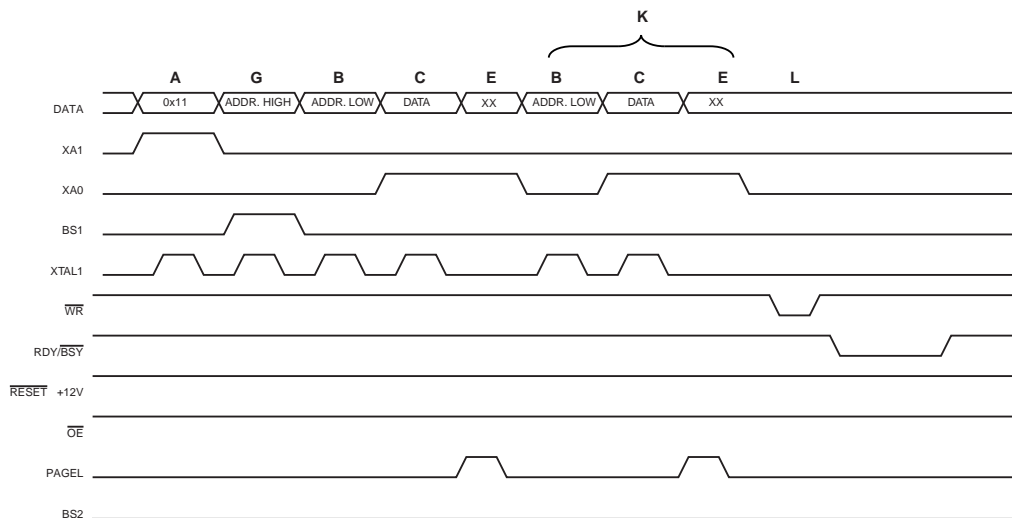 K
A G B C E B C E L
DATA 0x11 ADDR. HIGH ADDR. LOW DATA XX ADDR. LOW DATA XX
XA1
XA0
BS1
XTAL1
WR
RDY/BSY
RESET +12V
OE
PAGEL
BS2